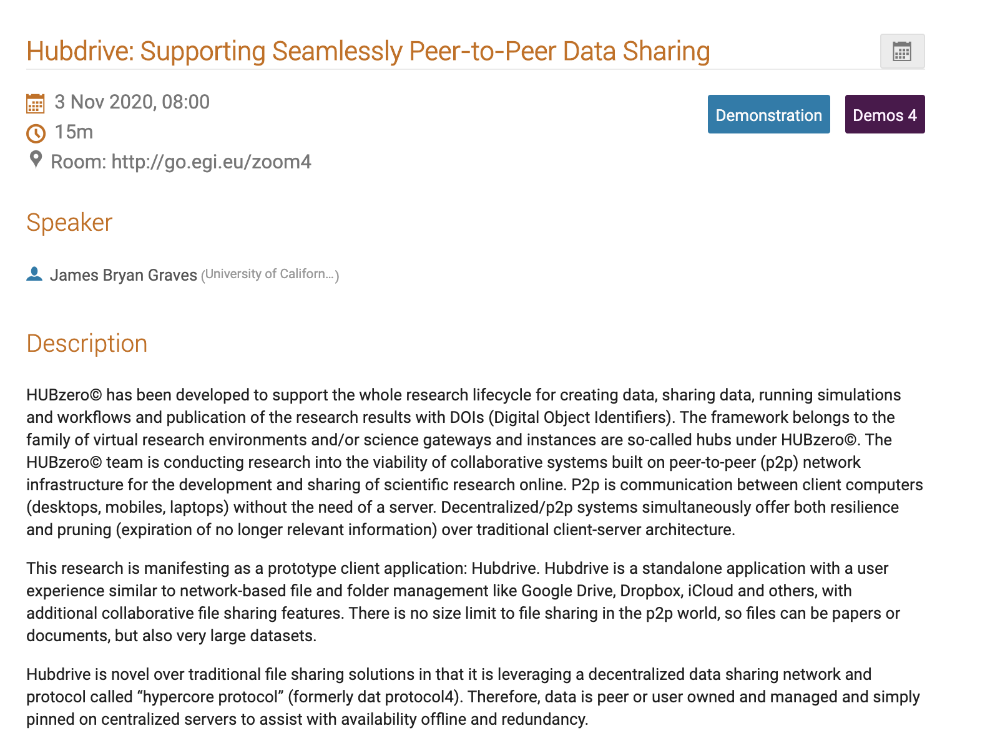 Hubdrive: Supporting Seamlessly Peer-to-Peer Data Sharing
3 Nov 2020, 08:00
15m
Room: http://go.egi.eu/zoom4
Demonstration
Demos 4
Speaker
James Bryan Graves (University of Californ...)
Description
HUBzero© has been developed to support the whole research lifecycle for creating data, sharing data, running simulations
and workflows and publication of the research results with DOIs (Digital Object Identifiers). The framework belongs to the
family of virtual research environments and/or science gateways and instances are so-called hubs under HUBzero©. The
HUBzero© team is conducting research into the viability of collaborative systems built on peer-to-peer (p2p) network
infrastructure for the development and sharing of scientific research online. P2p is communication between client computers
(desktops, mobiles, laptops) without the need of a server. Decentralized/p2p systems simultaneously offer both resilience
and pruning (expiration of no longer relevant information) over traditional client-server architecture.
This research is manifesting as a prototype client application: Hubdrive. Hubdrive is a standalone application with a user
experience similar to network-based file and folder management like Google Drive, Dropbox, iCloud and others, with
additional collaborative file sharing features. There is no size limit to file sharing in the p2p world, so files can be papers or
documents, but also very large datasets.
Hubdrive is novel over traditional file sharing solutions in that it is leveraging a decentralized data sharing network and
protocol called “hypercore protocol” (formerly dat protocol4). Therefore, data is peer or user owned and managed and simply
pinned on centralized servers to assist with availability offline and redundancy.